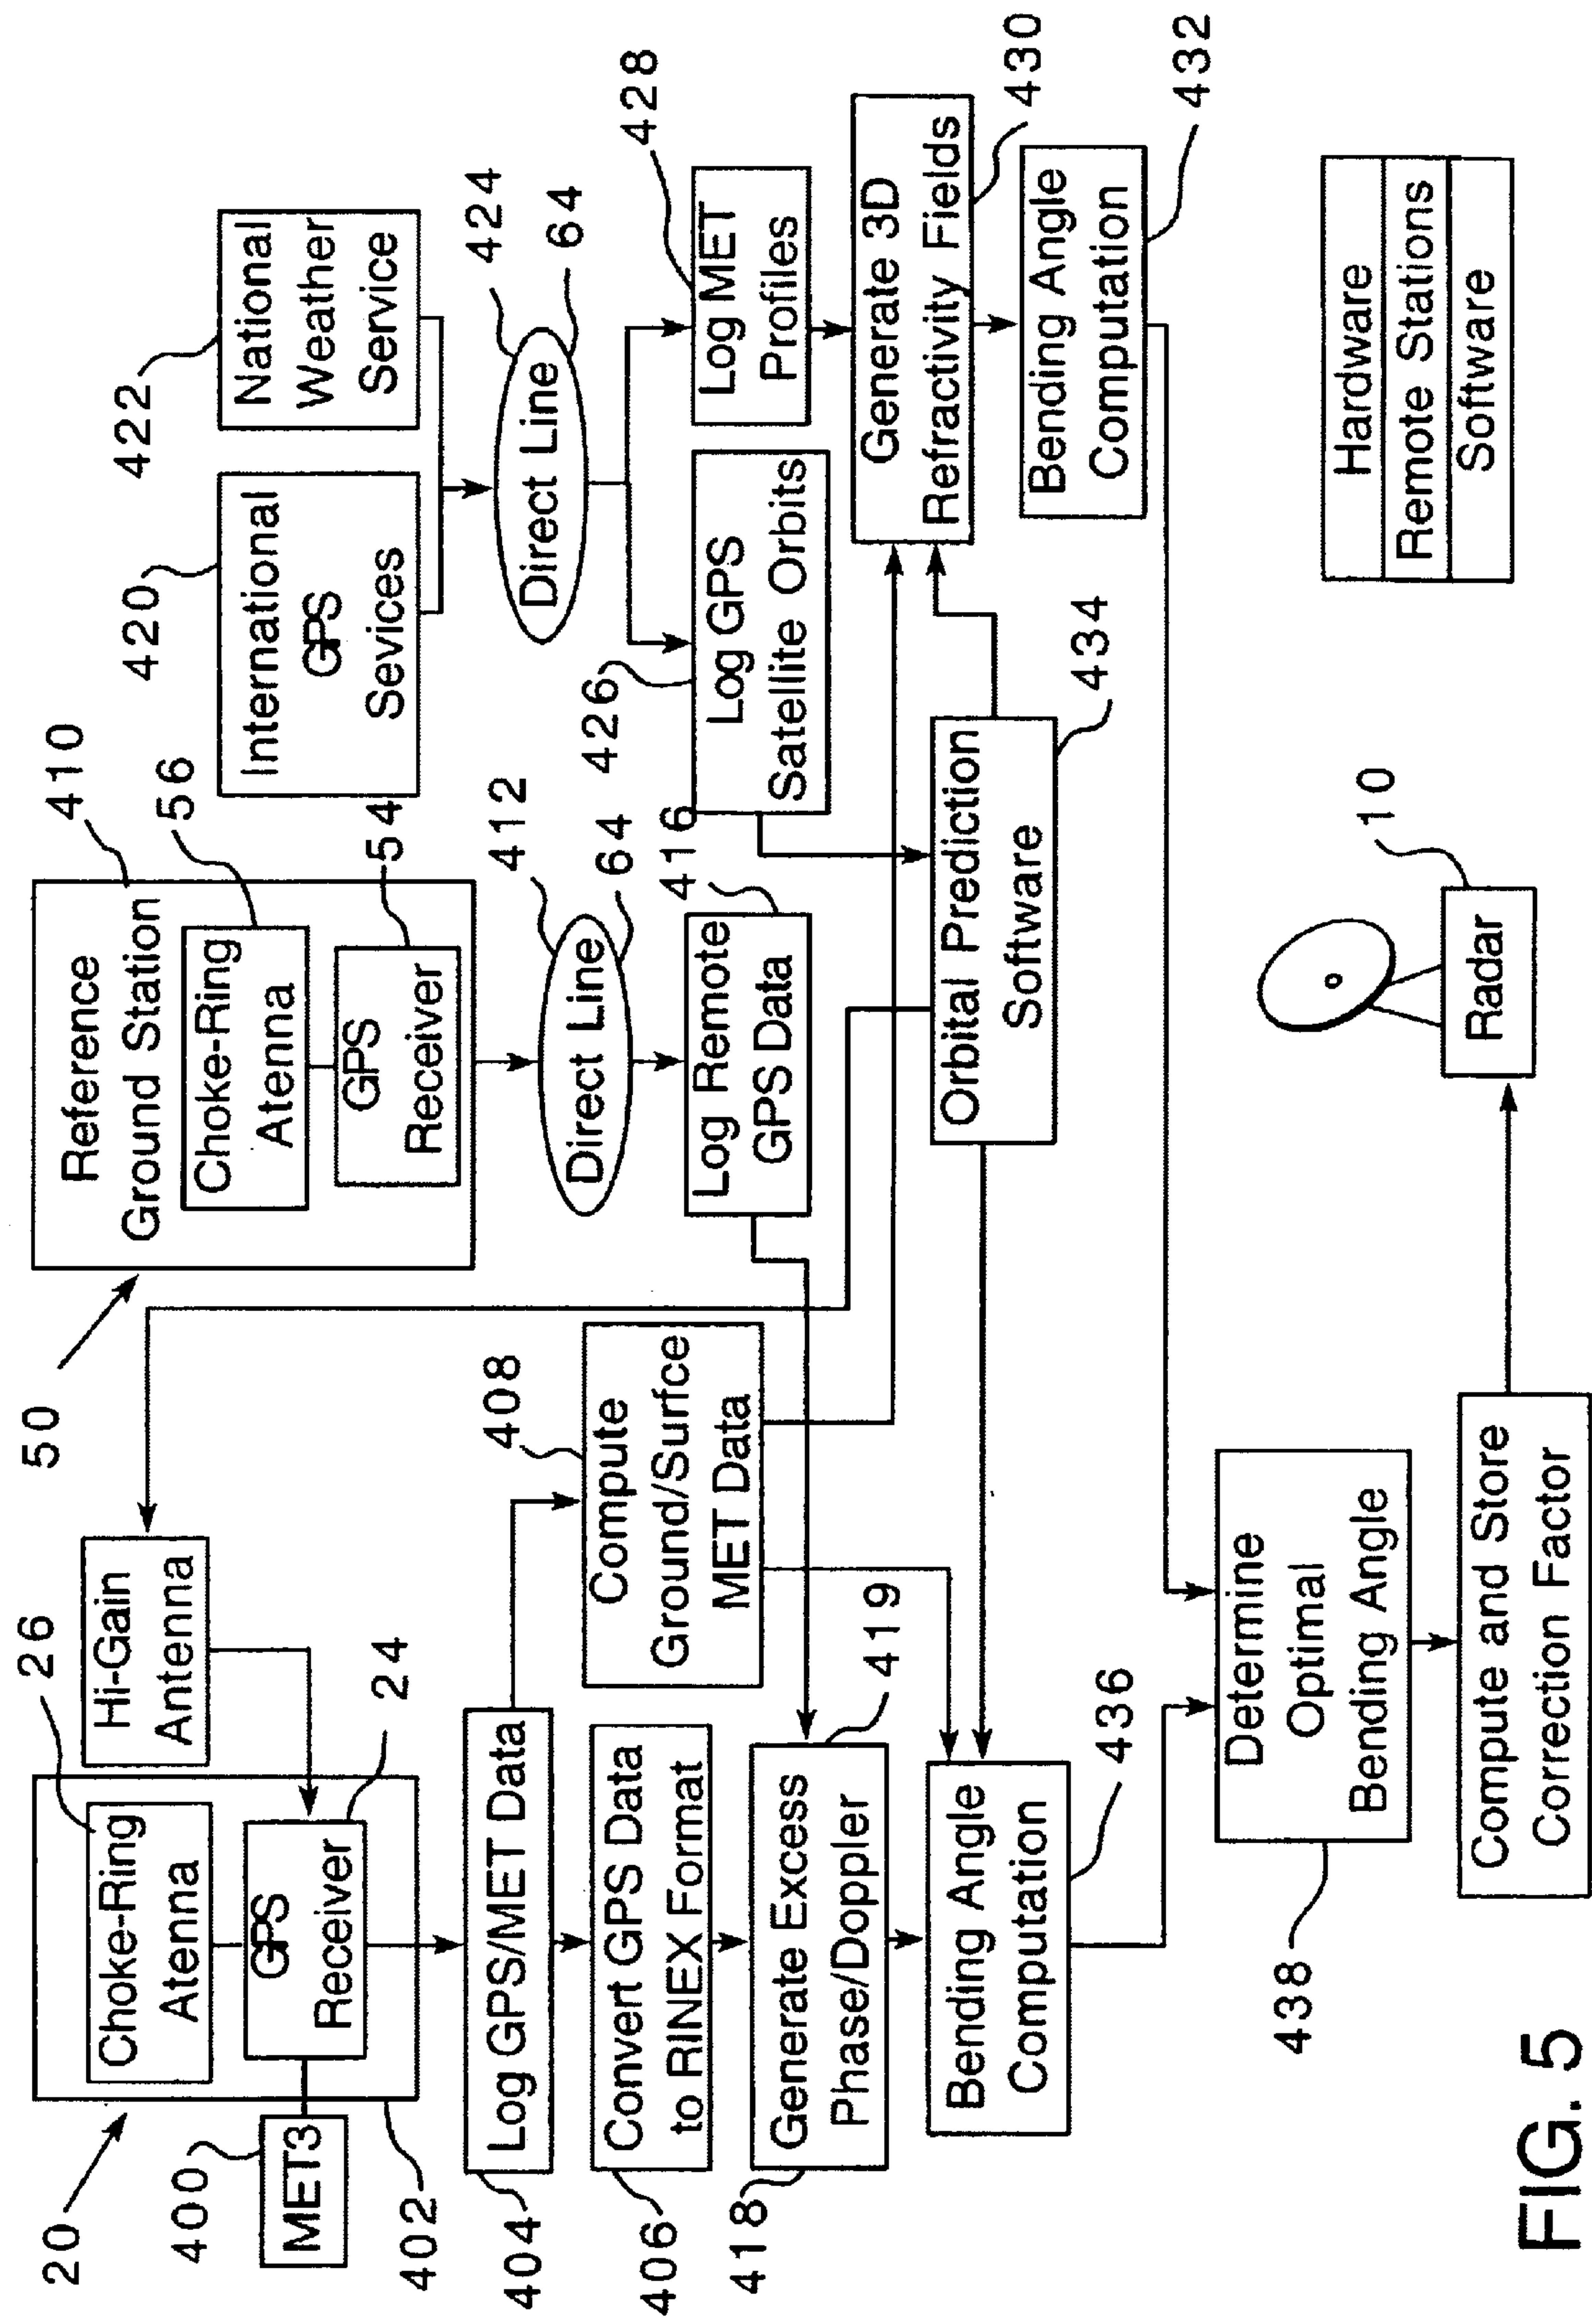 20
400
MET3
402
26
Choke-Ring
Atenna
GPS
Receiver
24
Hi-Gain
Antenna
50
Reference
Ground Station
410
Choke-Ring
Atenna
56
GPS
Receiver
54
420
International
GPS
Sevices
422
National
Weather
Service
404
Log GPS/MET Data
406
Convert GPS Data
to RINEX Format
408
Compute
Ground/Surfce
MET Data
412
Direct Line
64
416
Log Remote
GPS Data
424
Direct Line
64
426
Log GPS
Satellite Orbits
428
Log MET
Profiles
418
Generate Excess
Phase/Doppler
419
Generate 3D
Refractivity Fields
430
Bending Angle
Computation
436
Orbital Prediction
Software
434
Bending Angle
Computation
432
438
Determine
Optimal
Bending Angle
Compute and Store
Correction Factor
Radar
10
Hardware
Remote Stations
Software
FIG. 5